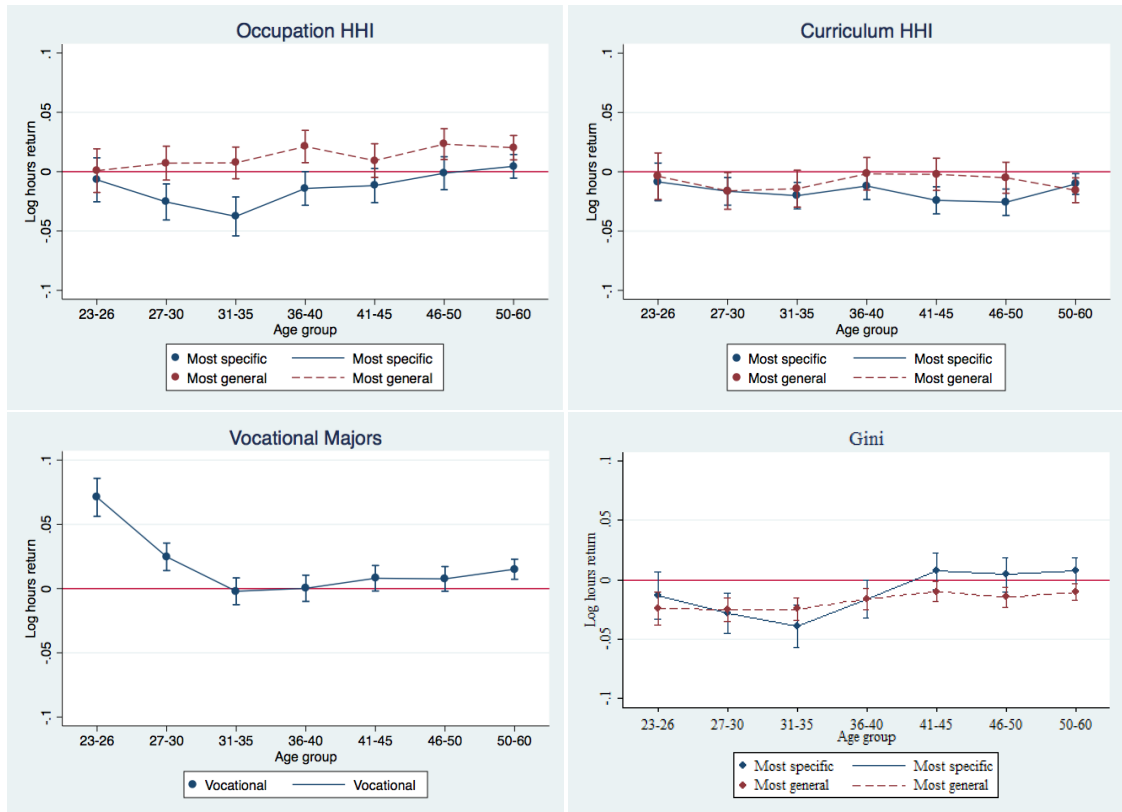 Occupation HHI
Log hours return
.1
.05
0
-.05
-.1
23-26 27-30 31-35 36-40 41-45 46-50 50-60
Age group
Most specific Most specific
Most general Most general
Curriculum HHI
Log hours return
.1
.05
0
-.05
-.1
23-26 27-30 31-35 36-40 41-45 46-50 50-60
Age group
Most specific Most specific
Most general Most general
Vocational Majors
Log hours return
.1
.05
0
-.05
-.1
23-26 27-30 31-35 36-40 41-45 46-50 50-60
Age group
Vocational Vocational
Gini
Log hours return
.1
.05
0
-.05
-.1
23-26 27-30 31-35 36-40 41-45 46-50 50-60
Age group
Most specific Most specific
Most general Most general